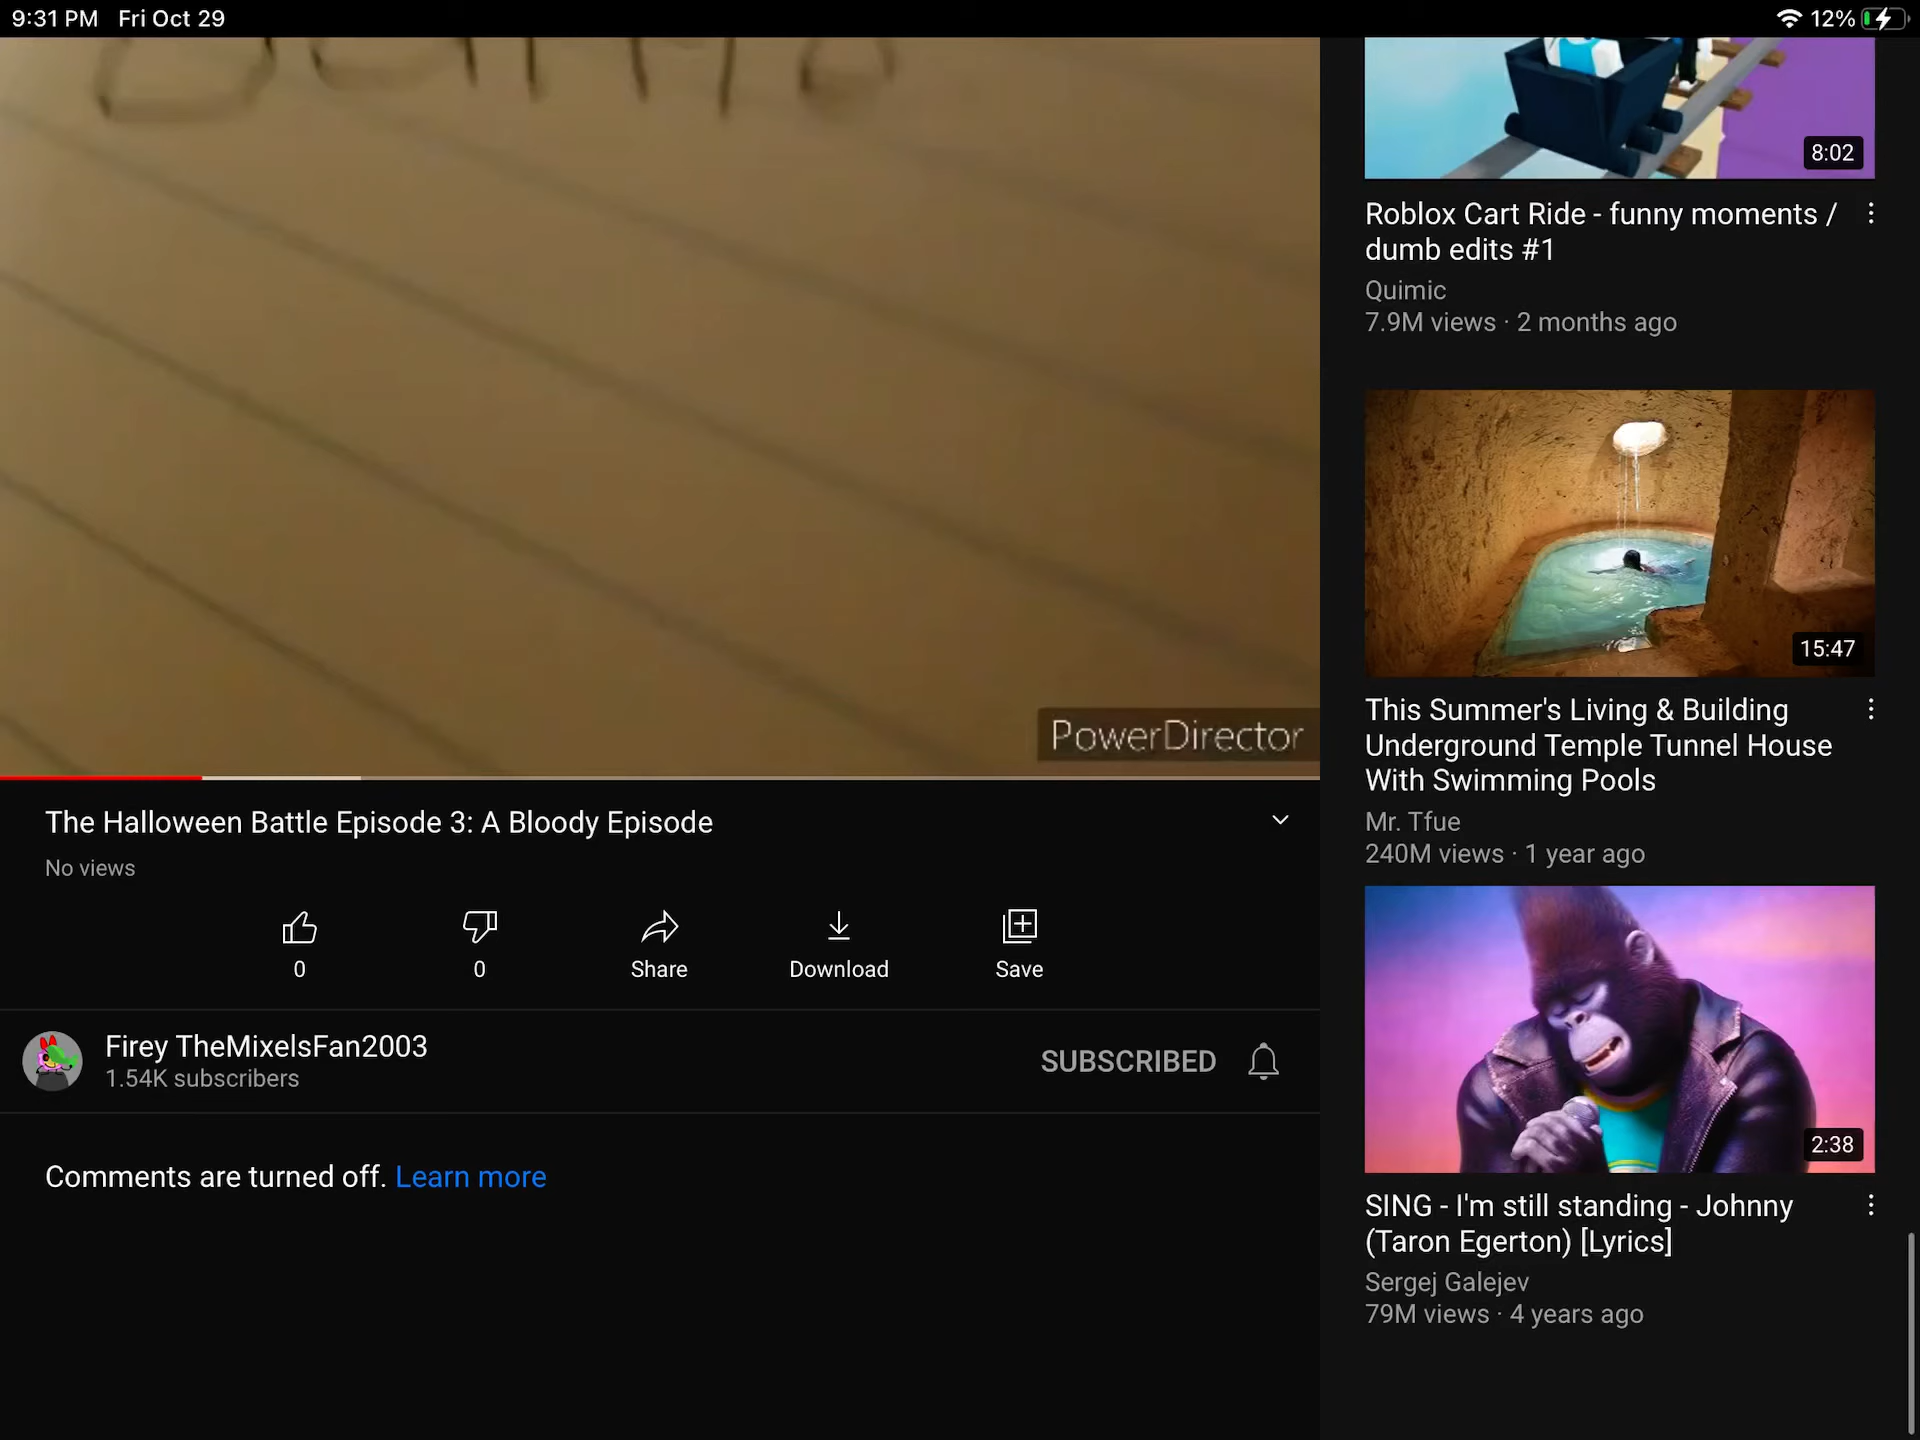 9:31 PM Fri Oct 29
12%
PowerDirector
The Halloween Battle Episode 3: A Bloody Episode
No views
0
0
Share
Download
Save
Firey TheMixelsFan2003
1.54K subscribers
SUBSCRIBED
Comments are turned off. Learn more
8:02
Roblox Cart Ride - funny moments /
dumb edits #1
Quimic
7.9M views · 2 months ago
15:47
This Summer's Living & Building
Underground Temple Tunnel House
With Swimming Pools
Mr. Tfue
240M views · 1 year ago
2:38
SING - I'm still standing - Johnny
(Taron Egerton) [Lyrics]
Sergej Galejev
79M views · 4 years ago